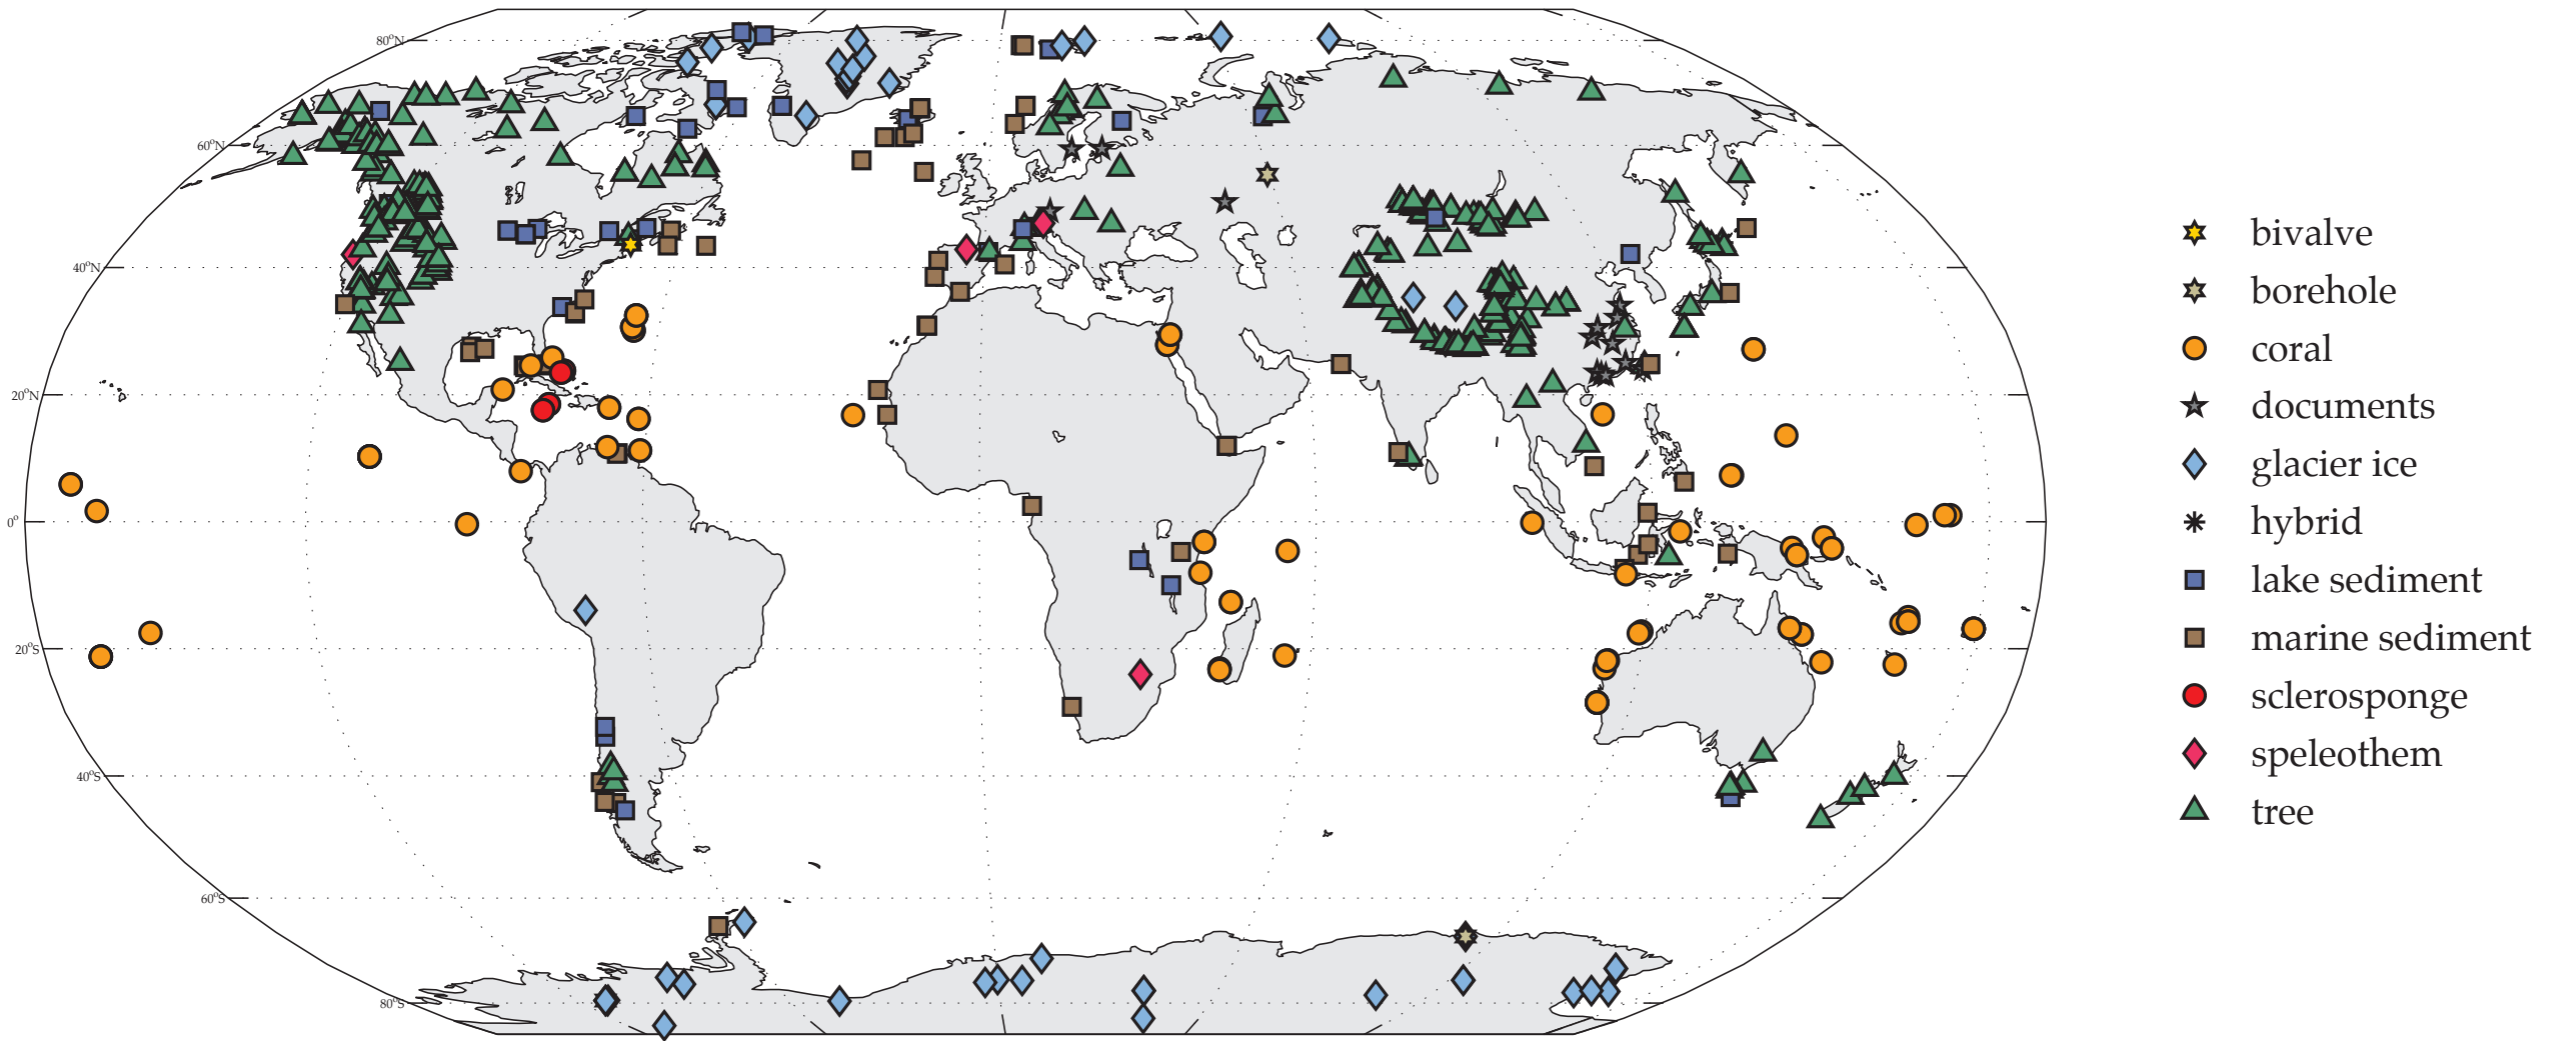 80°N
60°N
40°N
20°N
0°
20°S
40°S
60°S
80°S
bivalve
borehole
coral
documents
glacier ice
hybrid
lake sediment
marine sediment
sclerosponge
speleothem
tree